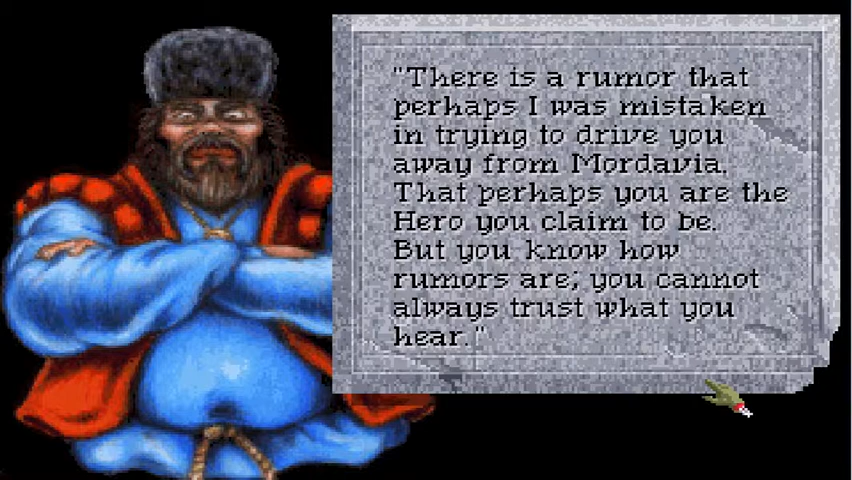 "There is a rumor that
perhaps I was mistaken
in trying to drive you
away from Mordavia.
That perhaps you are the
Hero you claim to be.
But you know how
rumors are; you cannot
always trust what you
hear."